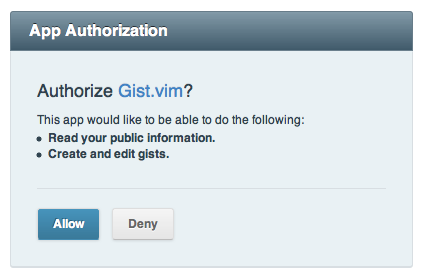 App Authorization
Authorize Gist.vim?
This app would like to be able to do the following:
• Read your public information.
• Create and edit gists.
Allow
Deny